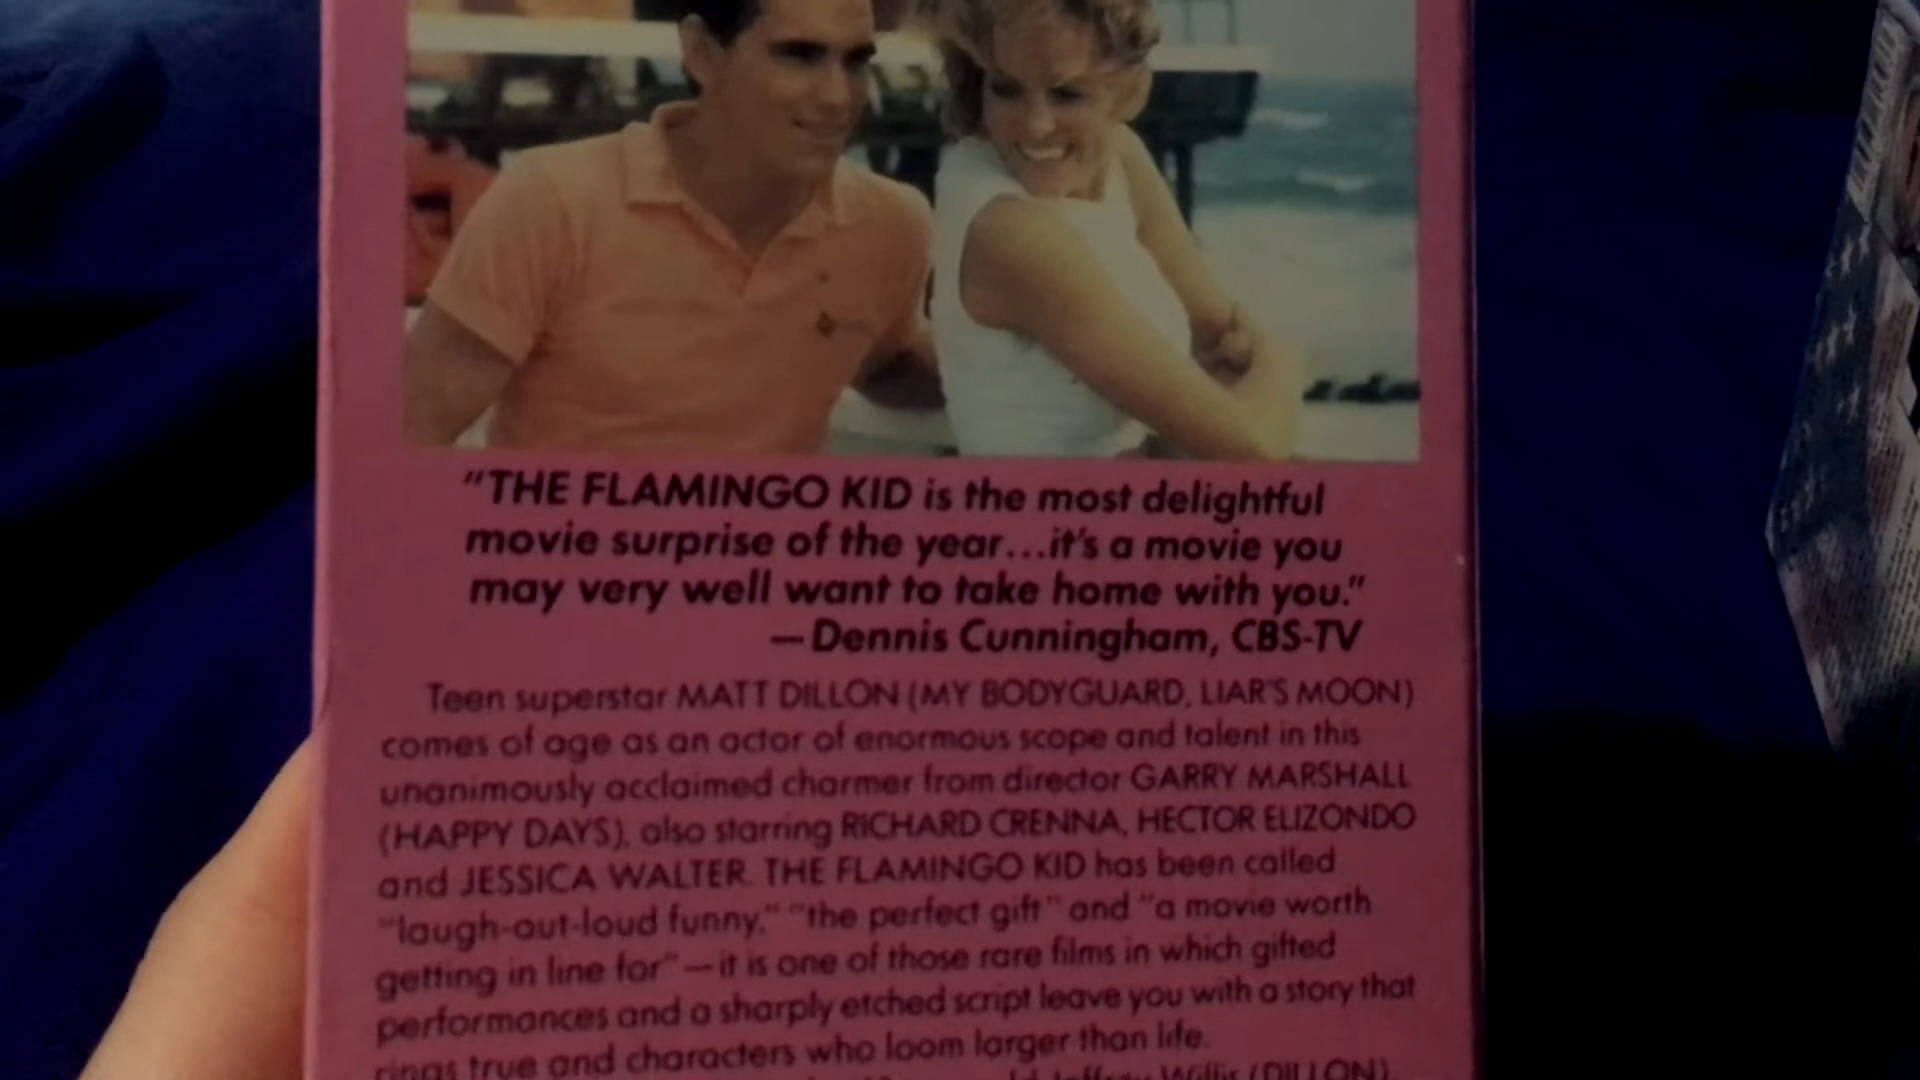 "THE FLAMINGO KID is the most delightful
movie surprise of the year...it's a movie you
may very well want to take home with you."
—Dennis Cunningham, CBS-TV
Teen superstar MATT DILLON (MY BODYGUARD, LIAR'S MOON)
comes of age as an actor of enormous scope and talent in this
unanimously acclaimed charmer from director GARRY MARSHALL
(HAPPY DAYS), also starring RICHARD CRENNA, HECTOR ELIZONDO
and JESSICA WALTER. THE FLAMINGO KID has been called
"laugh-out-loud funny," "the perfect gift" and "a movie worth
getting in line for"—it is one of those rare films in which gifted
performances and a sharply etched script leave you with a story that
rings true and characters who loom larger than life.
Jeffrey Willis (DILLON)